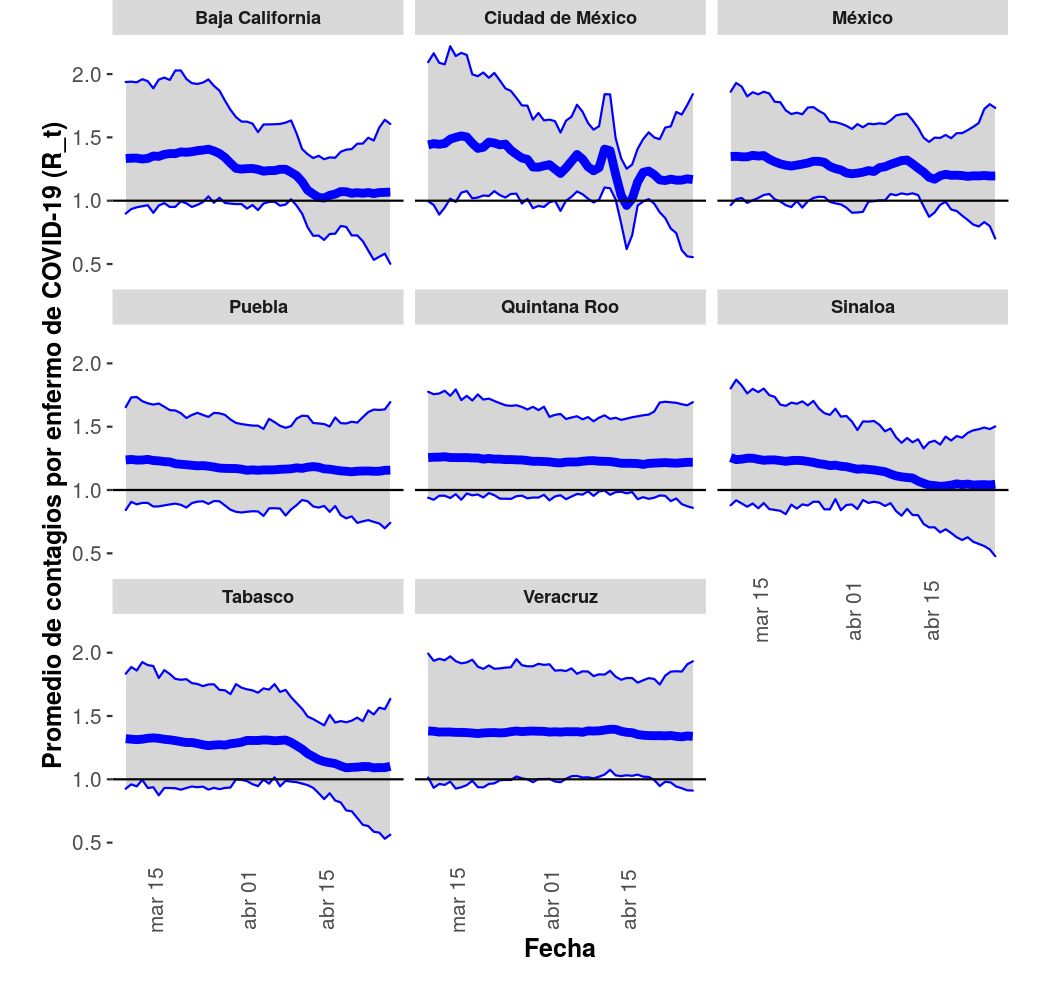 Promedio de contagios por enfermo de COVID-19 (R_t)
Baja California
Ciudad de México
México
2.0
1.5
1.0
0.5
Puebla
Quintana Roo
Sinaloa
2.0
1.5
1.0
0.5
mar 15
abr 01
abr 15
Tabasco
Veracruz
2.0
1.5
1.0
0.5
mar 15
abr 01
abr 15
mar 15
abr 01
abr 15
Fecha